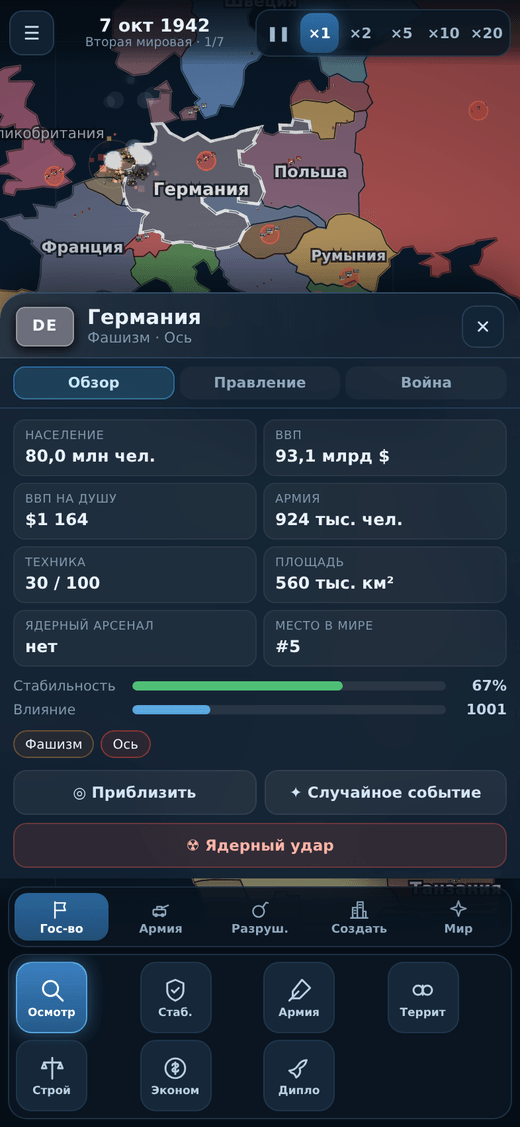 Швеция
☰ 7 окт 1942 ❚❚ ×1 ×2 ×5 ×10 ×20
Вторая мировая · 1/7
ликобритания
Польша
Германия
Франция
Румыния
DE Германия ✕
Фашизм · Ось
Обзор Правление Война
НАСЕЛЕНИЕ ВВП
80,0 млн чел. 93,1 млрд $
ВВП НА ДУШУ АРМИЯ
$1 164 924 тыс. чел.
ТЕХНИКА ПЛОЩАДЬ
30 / 100 560 тыс. км²
ЯДЕРНЫЙ АРСЕНАЛ МЕСТО В МИРЕ
нет #5
Стабильность 67%
Влияние 1001
Фашизм Ось
◎ Приблизить ✦ Случайное событие
☢ Ядерный удар
Танзания
Гос-во Армия Разруш. Создать Мир
Осмотр Стаб. Армия Террит
Строй Эконом Дипло